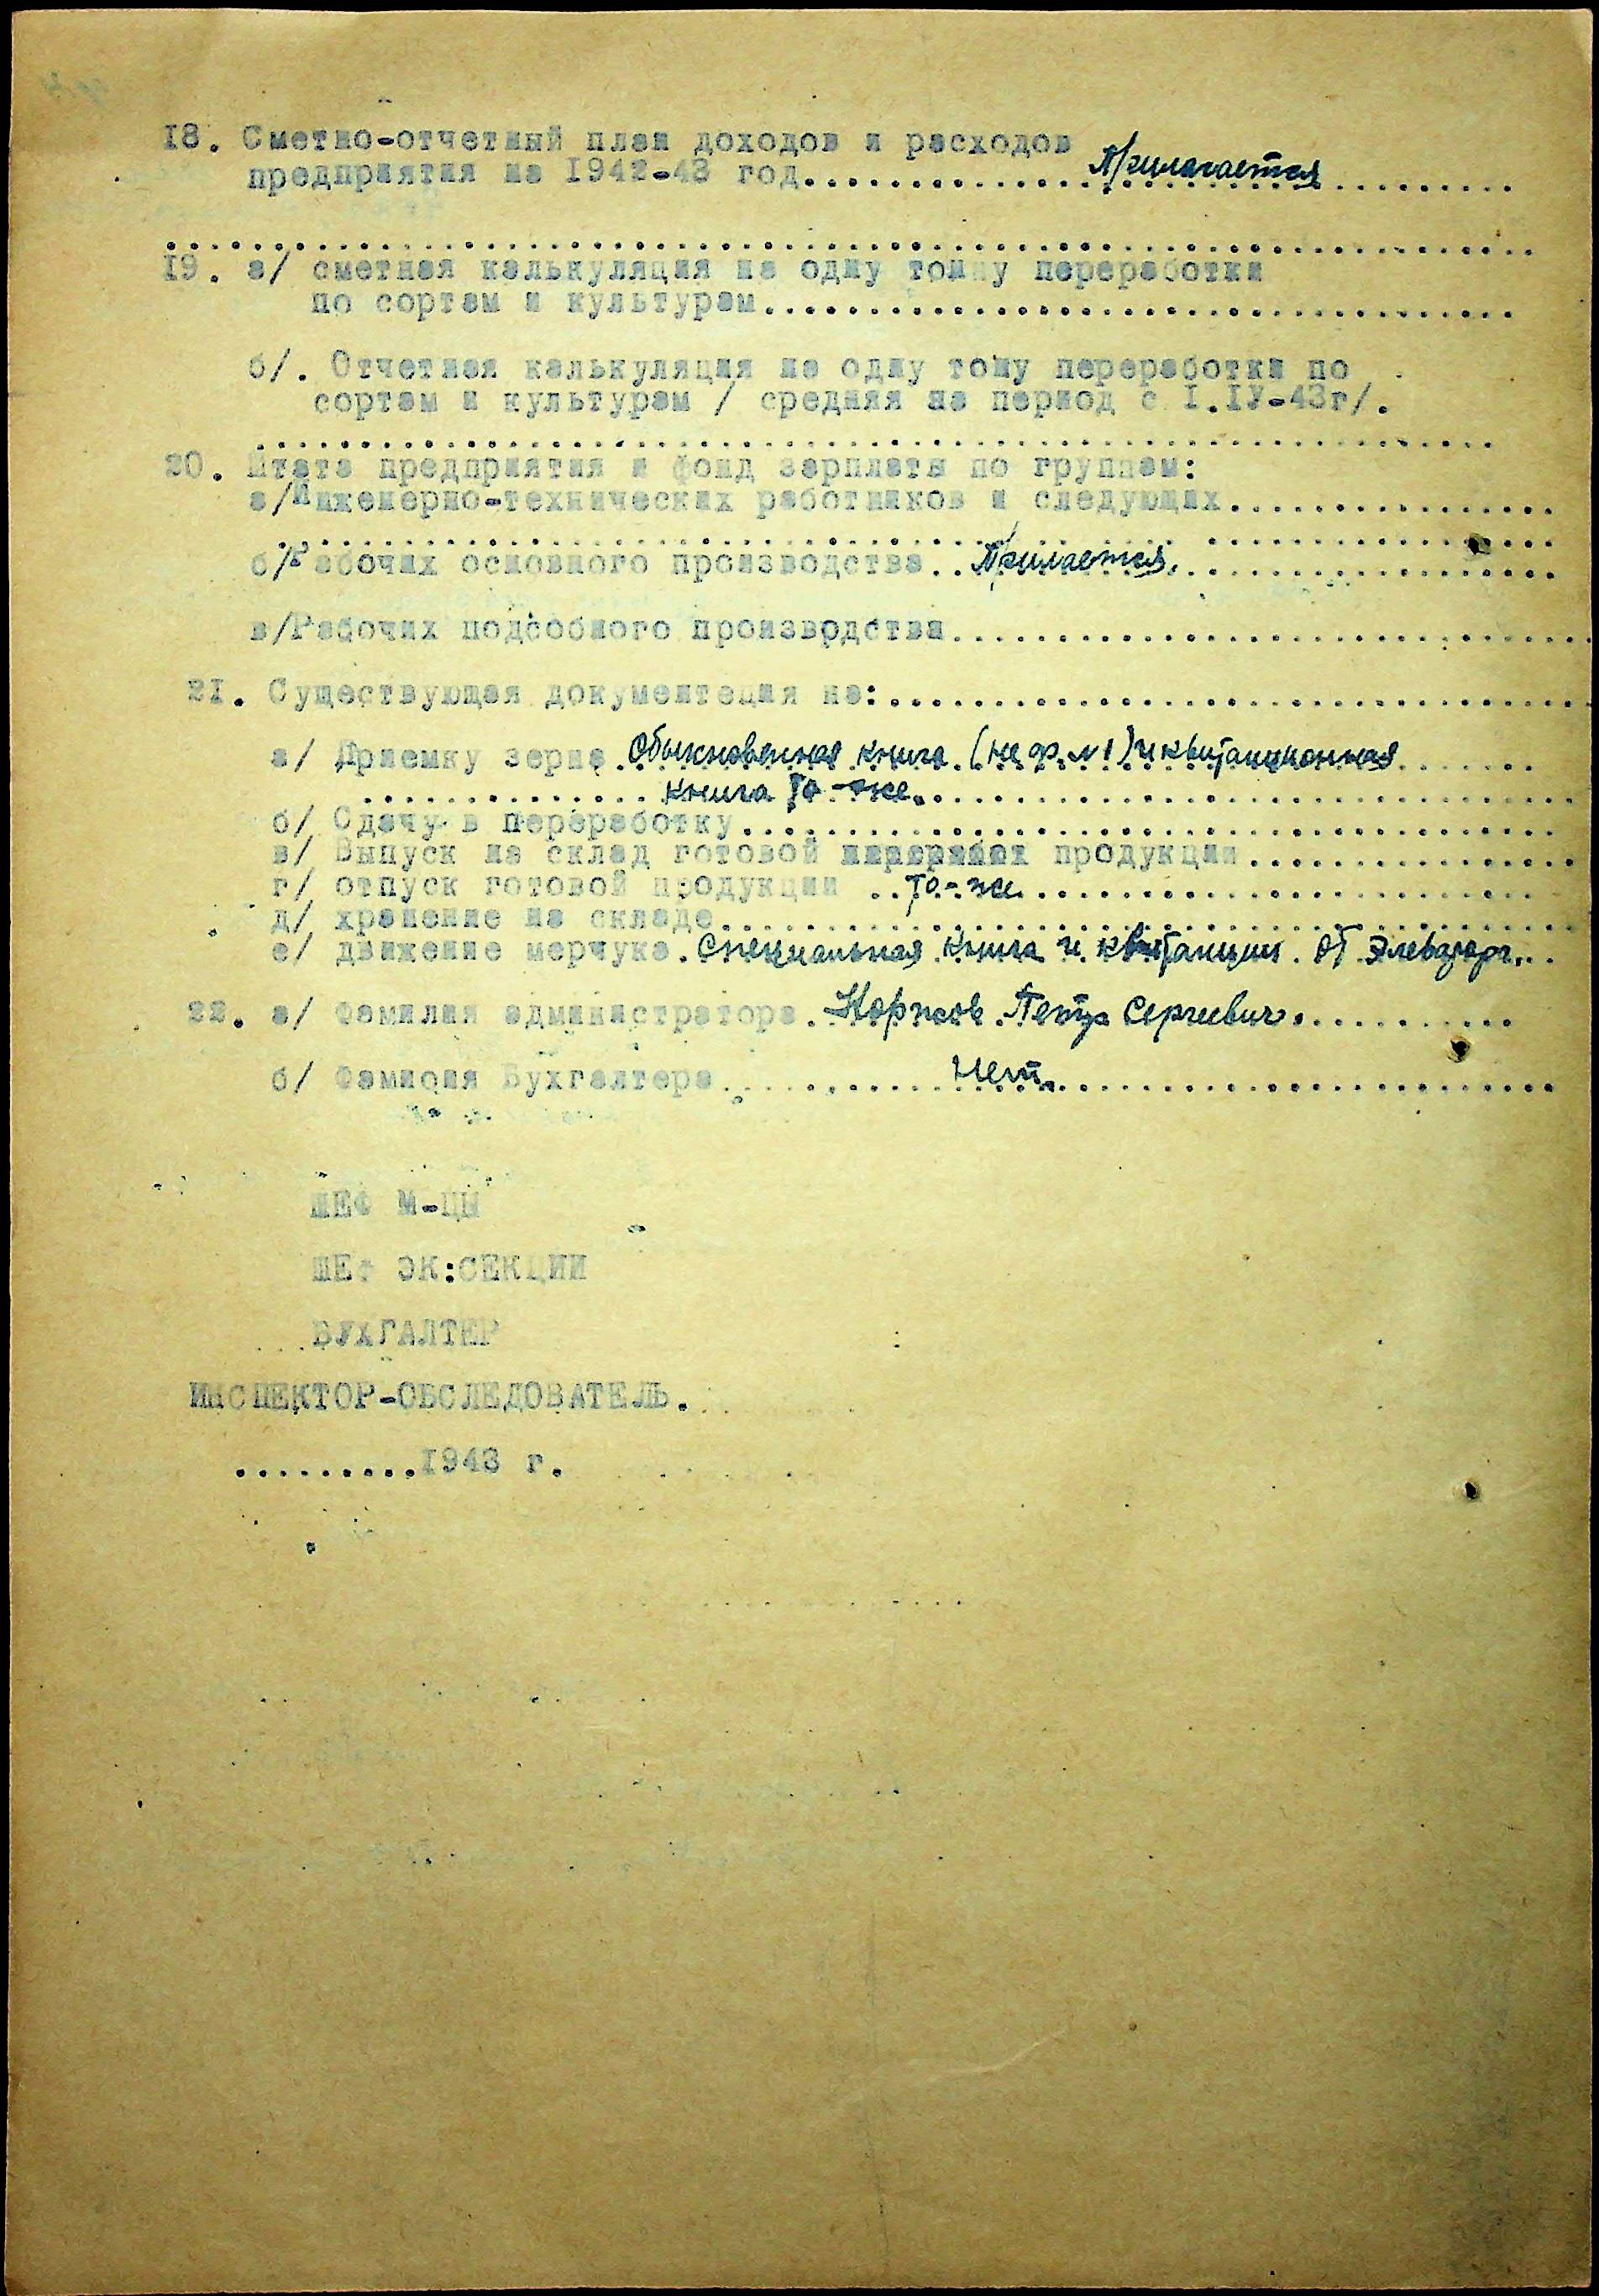 18. Сметно-отчетный план доходов и расходов
предприятия на 1942-43 год.......... Прилагается ..........
..........
19. а/ сметная калькуляция на одну тонну переработки
по сортам и культурам..........
б/. Отчетная калькуляция на одну тону переработки по
сортам и культурам / средняя на период с 1.IУ-43г/.
..........
20. Штата предприятия и фонд зарплаты по группам:
а/Инженерно-технических работников и следующих..........
..........
б/Рабочих основного производства.. Прилается ..........
в/Рабочих подсобного производства..........
21. Существующая документация на:..........
а/ Приемку зерна. Обыкновенная книга (не ф. №1) и квитанционная
.......... книга то-же ..........
б/ Сдачу в переработку..........
в/ Выпуск на склад готовой продукции..........
г/ отпуск готовой продукции .. то-же ..........
д/ хранение на складе..........
е/ движение мерчука. Специальная книга и квитанции от элеватора...
22. а/ Фамилия администратора. Петр Сергеевич ..........
б/ Фамилия Бухгалтера .......... Нет ..........
ШЕФ М-ЦЫ
ШЕФ ЭК:СЕКЦИИ
БУХГАЛТЕР
ИНСПЕКТОР-ОБСЛЕДОВАТЕЛЬ.
.........1943 г.